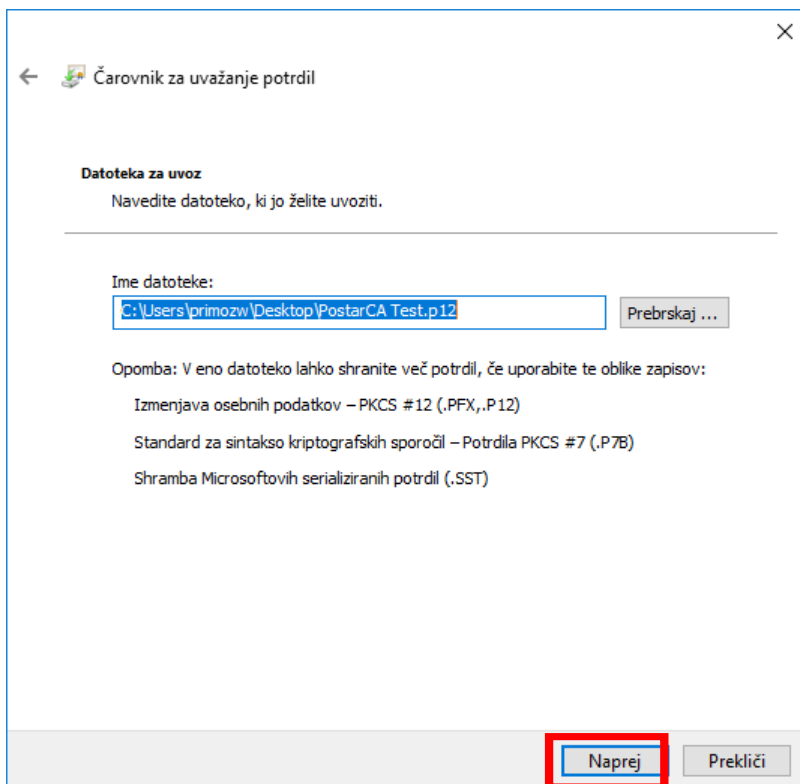 Čarovnik za uvažanje potrdil
Datoteka za uvoz
Navedite datoteko, ki jo želite uvoziti.
Ime datoteke:
C:\Users\primozw\Desktop\PostarCA Test.p12
Prebrskaj ...
Opomba: V eno datoteko lahko shranite več potrdil, če uporabite te oblike zapisov:
Izmenjava osebnih podatkov – PKCS #12 (.PFX,.P12)
Standard za sintakso kriptografskih sporočil – Potrdila PKCS #7 (.P7B)
Shramba Microsoftovih serializiranih potrdil (.SST)
Naprej
Prekliči